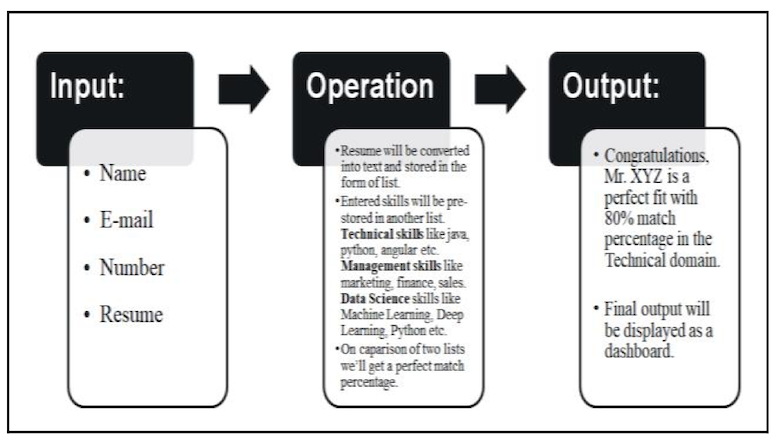 Input:
• Name
• E-mail
• Number
• Resume
Operation
•Resume will be converted
into text and stored in the
form of list.
•Entered skills will be pre-
stored in another list.
Technical skills like java,
python, angular etc.
Management skills like
marketing, finance, sales.
Data Science skills like
Machine Learning, Deep
Learning, Python etc.
•On caparison of two lists
we'll get a perfect match
percentage.
Output:
• Congratulations,
Mr. XYZ is a
perfect fit with
80% match
percentage in the
Technical domain.
• Final output will
be displayed as a
dashboard.